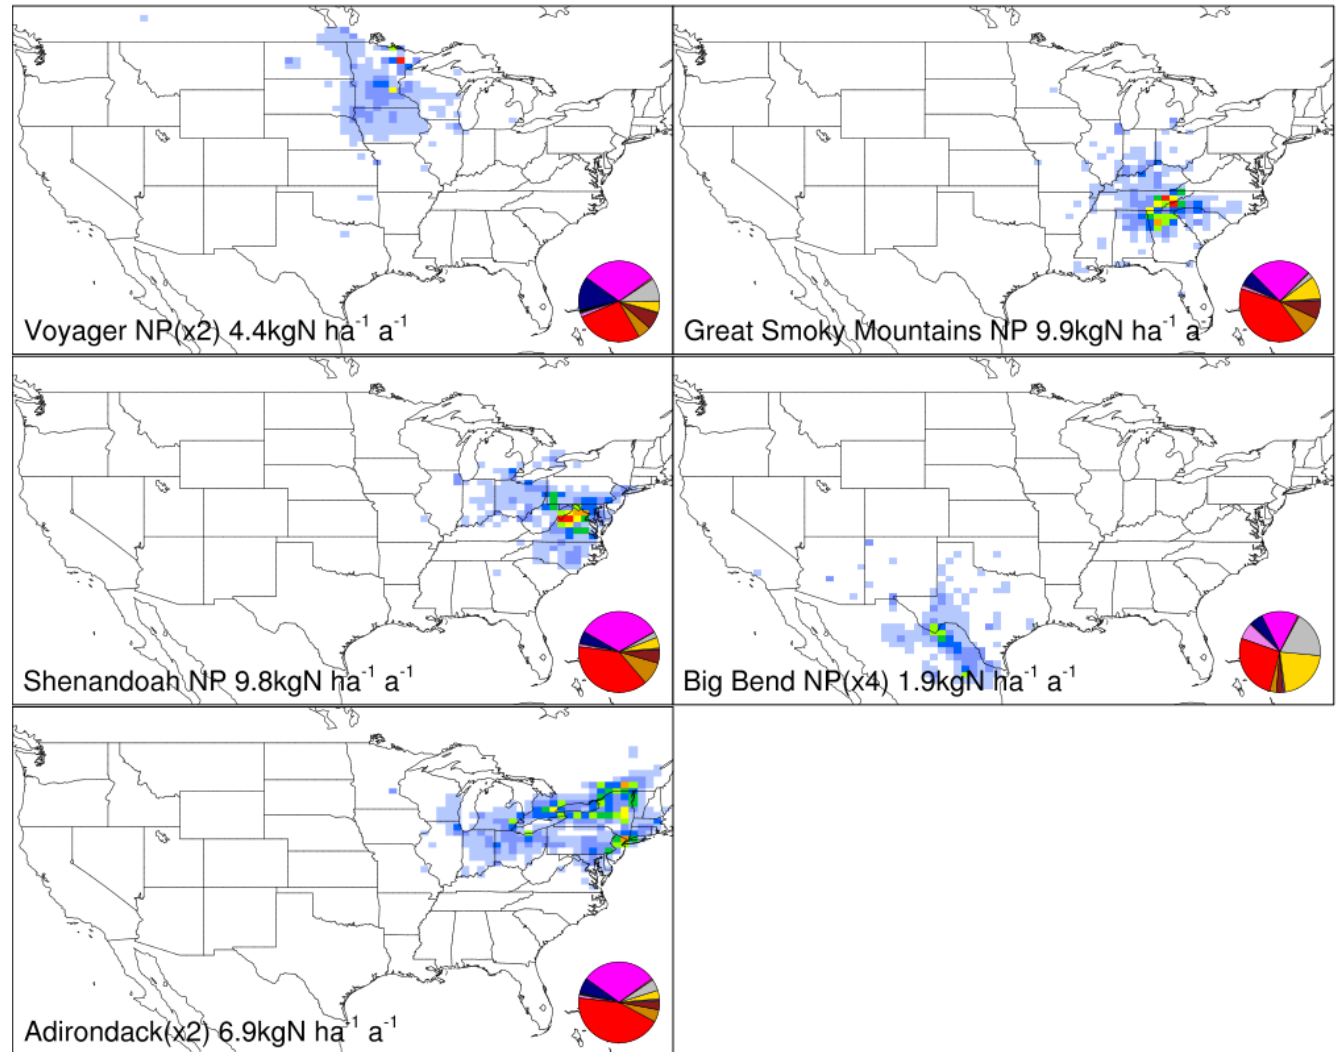 Voyager NP(x2) 4.4kgN ha⁻¹ a⁻¹
Great Smoky Mountains NP 9.9kgN ha⁻¹ a⁻¹
Shenandoah NP 9.8kgN ha⁻¹ a⁻¹
Big Bend NP(x4) 1.9kgN ha⁻¹ a⁻¹
Adirondack(x2) 6.9kgN ha⁻¹ a⁻¹